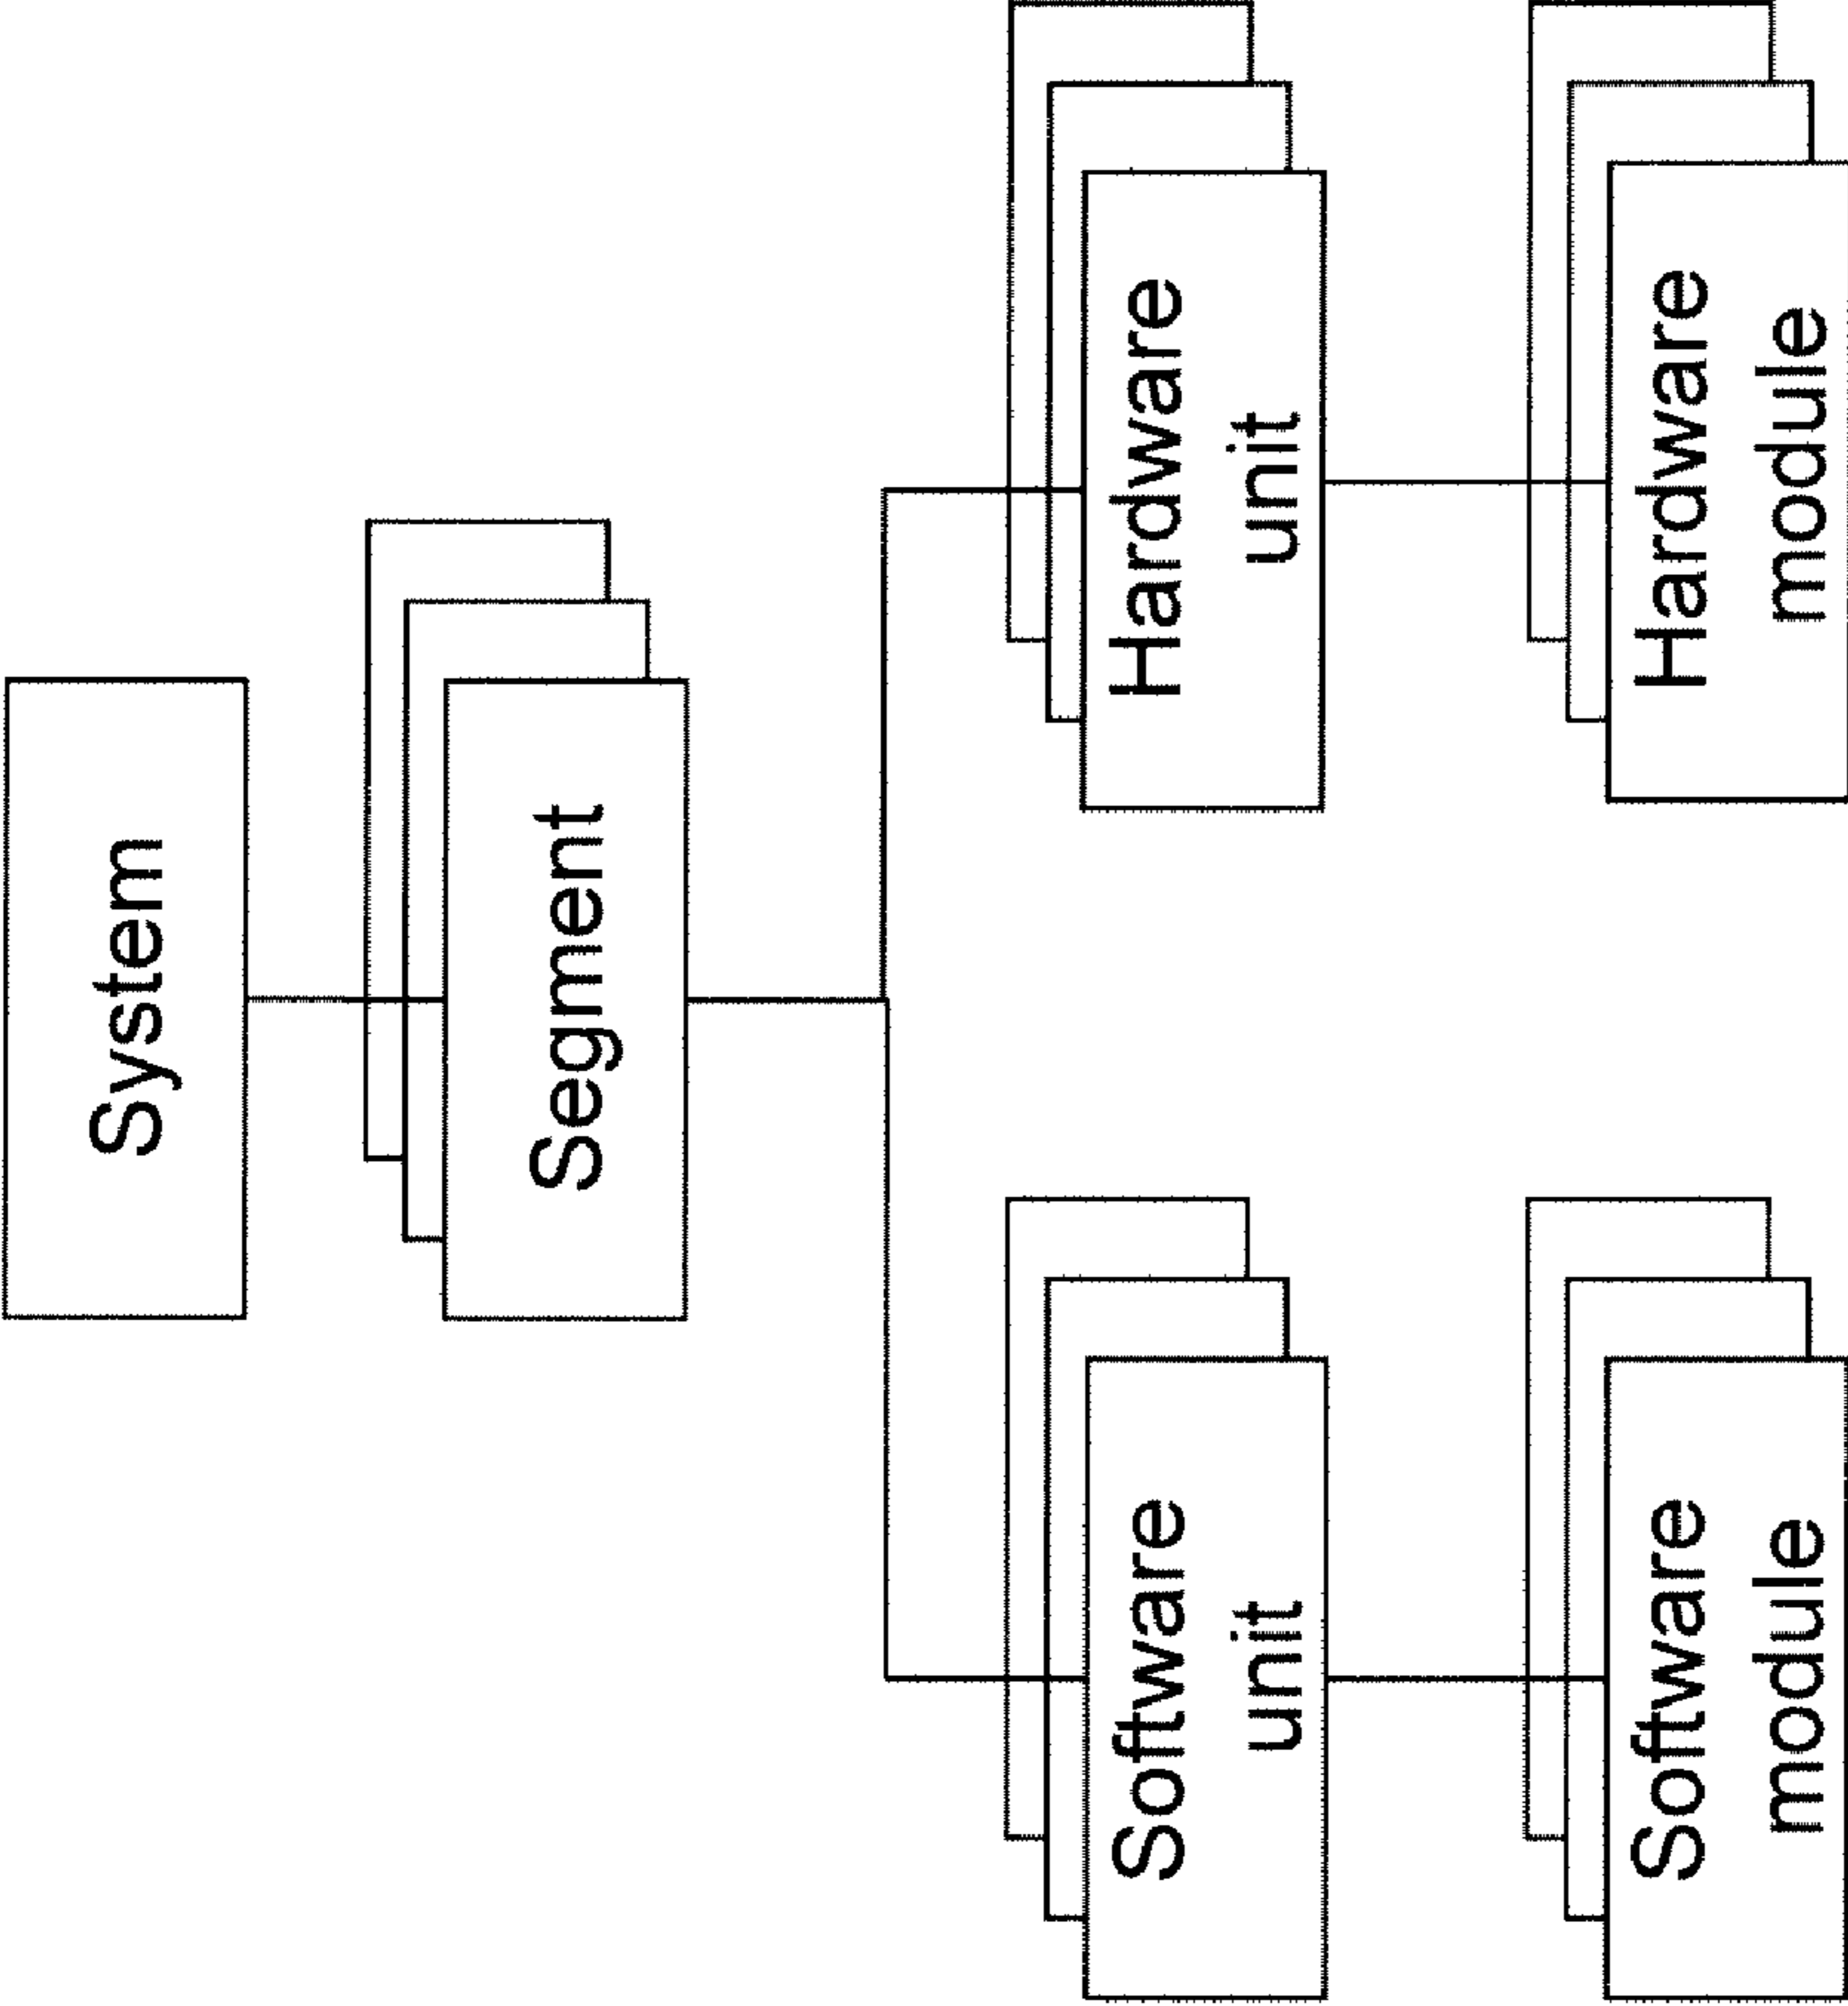 System
Segment
Software
unit
Hardware
unit
Software
module
Hardware
module